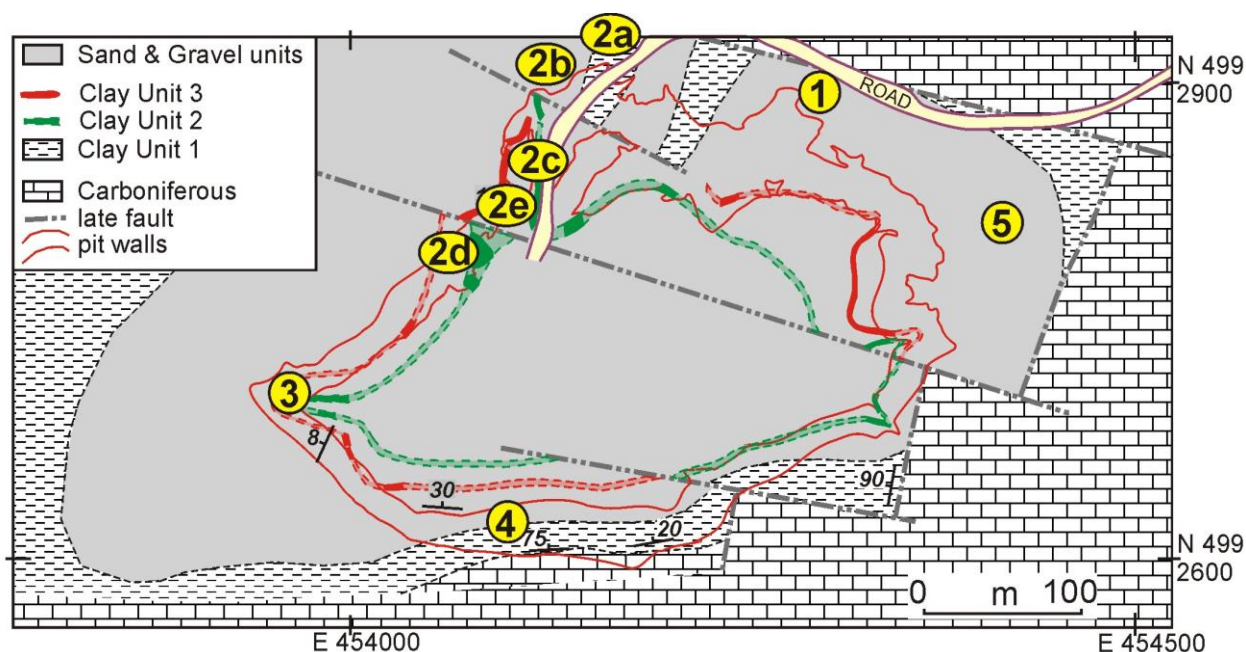 Sand & Gravel units
Clay Unit 3
Clay Unit 2
Clay Unit 1
Carboniferous
late fault
pit walls
2a
2b
1
ROAD
N 499
2900
2c
2e
5
2d
3
8
30
4
90
75
20
N 499
2600
0 m 100
E 454000
E 454500